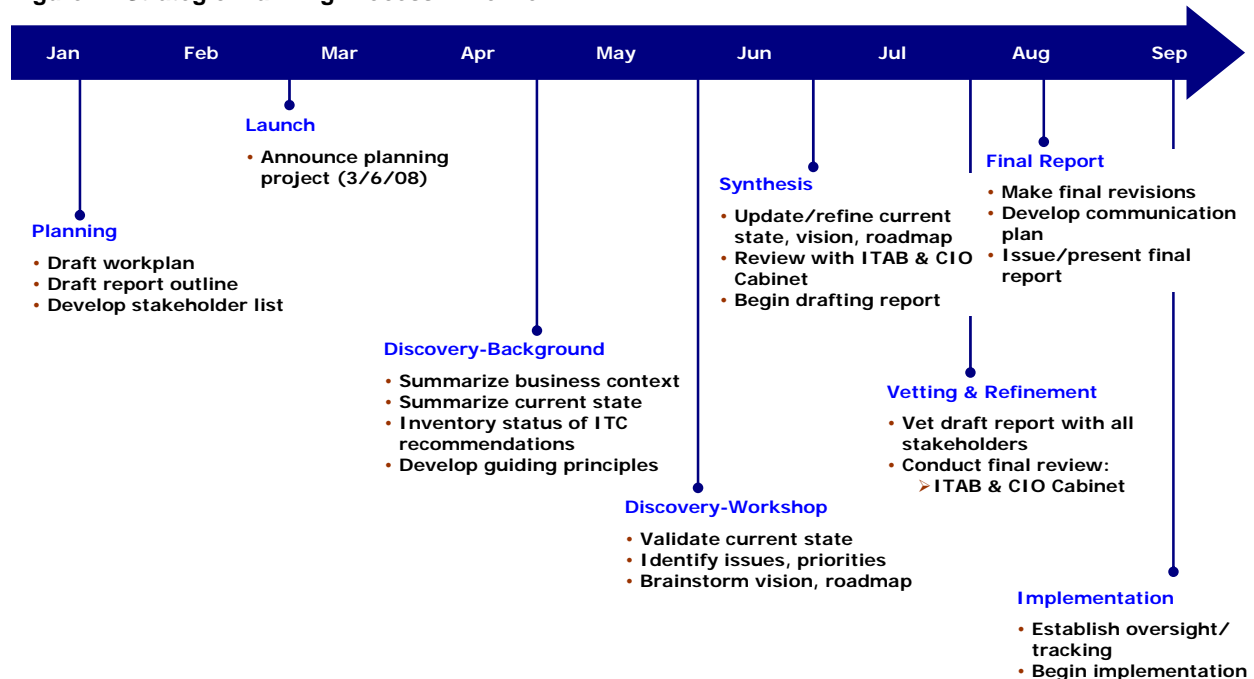 Jan Feb Mar Apr May Jun Jul Aug Sep
Launch
• Announce planning
project (3/6/08)
Planning
• Draft workplan
• Draft report outline
• Develop stakeholder list
Discovery-Background
• Summarize business context
• Summarize current state
• Inventory status of ITC
recommendations
• Develop guiding principles
Discovery-Workshop
• Validate current state
• Identify issues, priorities
• Brainstorm vision, roadmap
Synthesis
• Update/refine current
state, vision, roadmap
• Review with ITAB & CIO
Cabinet
• Begin drafting report
Vetting & Refinement
• Vet draft report with all
stakeholders
• Conduct final review:
➢ ITAB & CIO Cabinet
Final Report
• Make final revisions
• Develop communication
plan
• Issue/present final
report
Implementation
• Establish oversight/
tracking
• Begin implementation